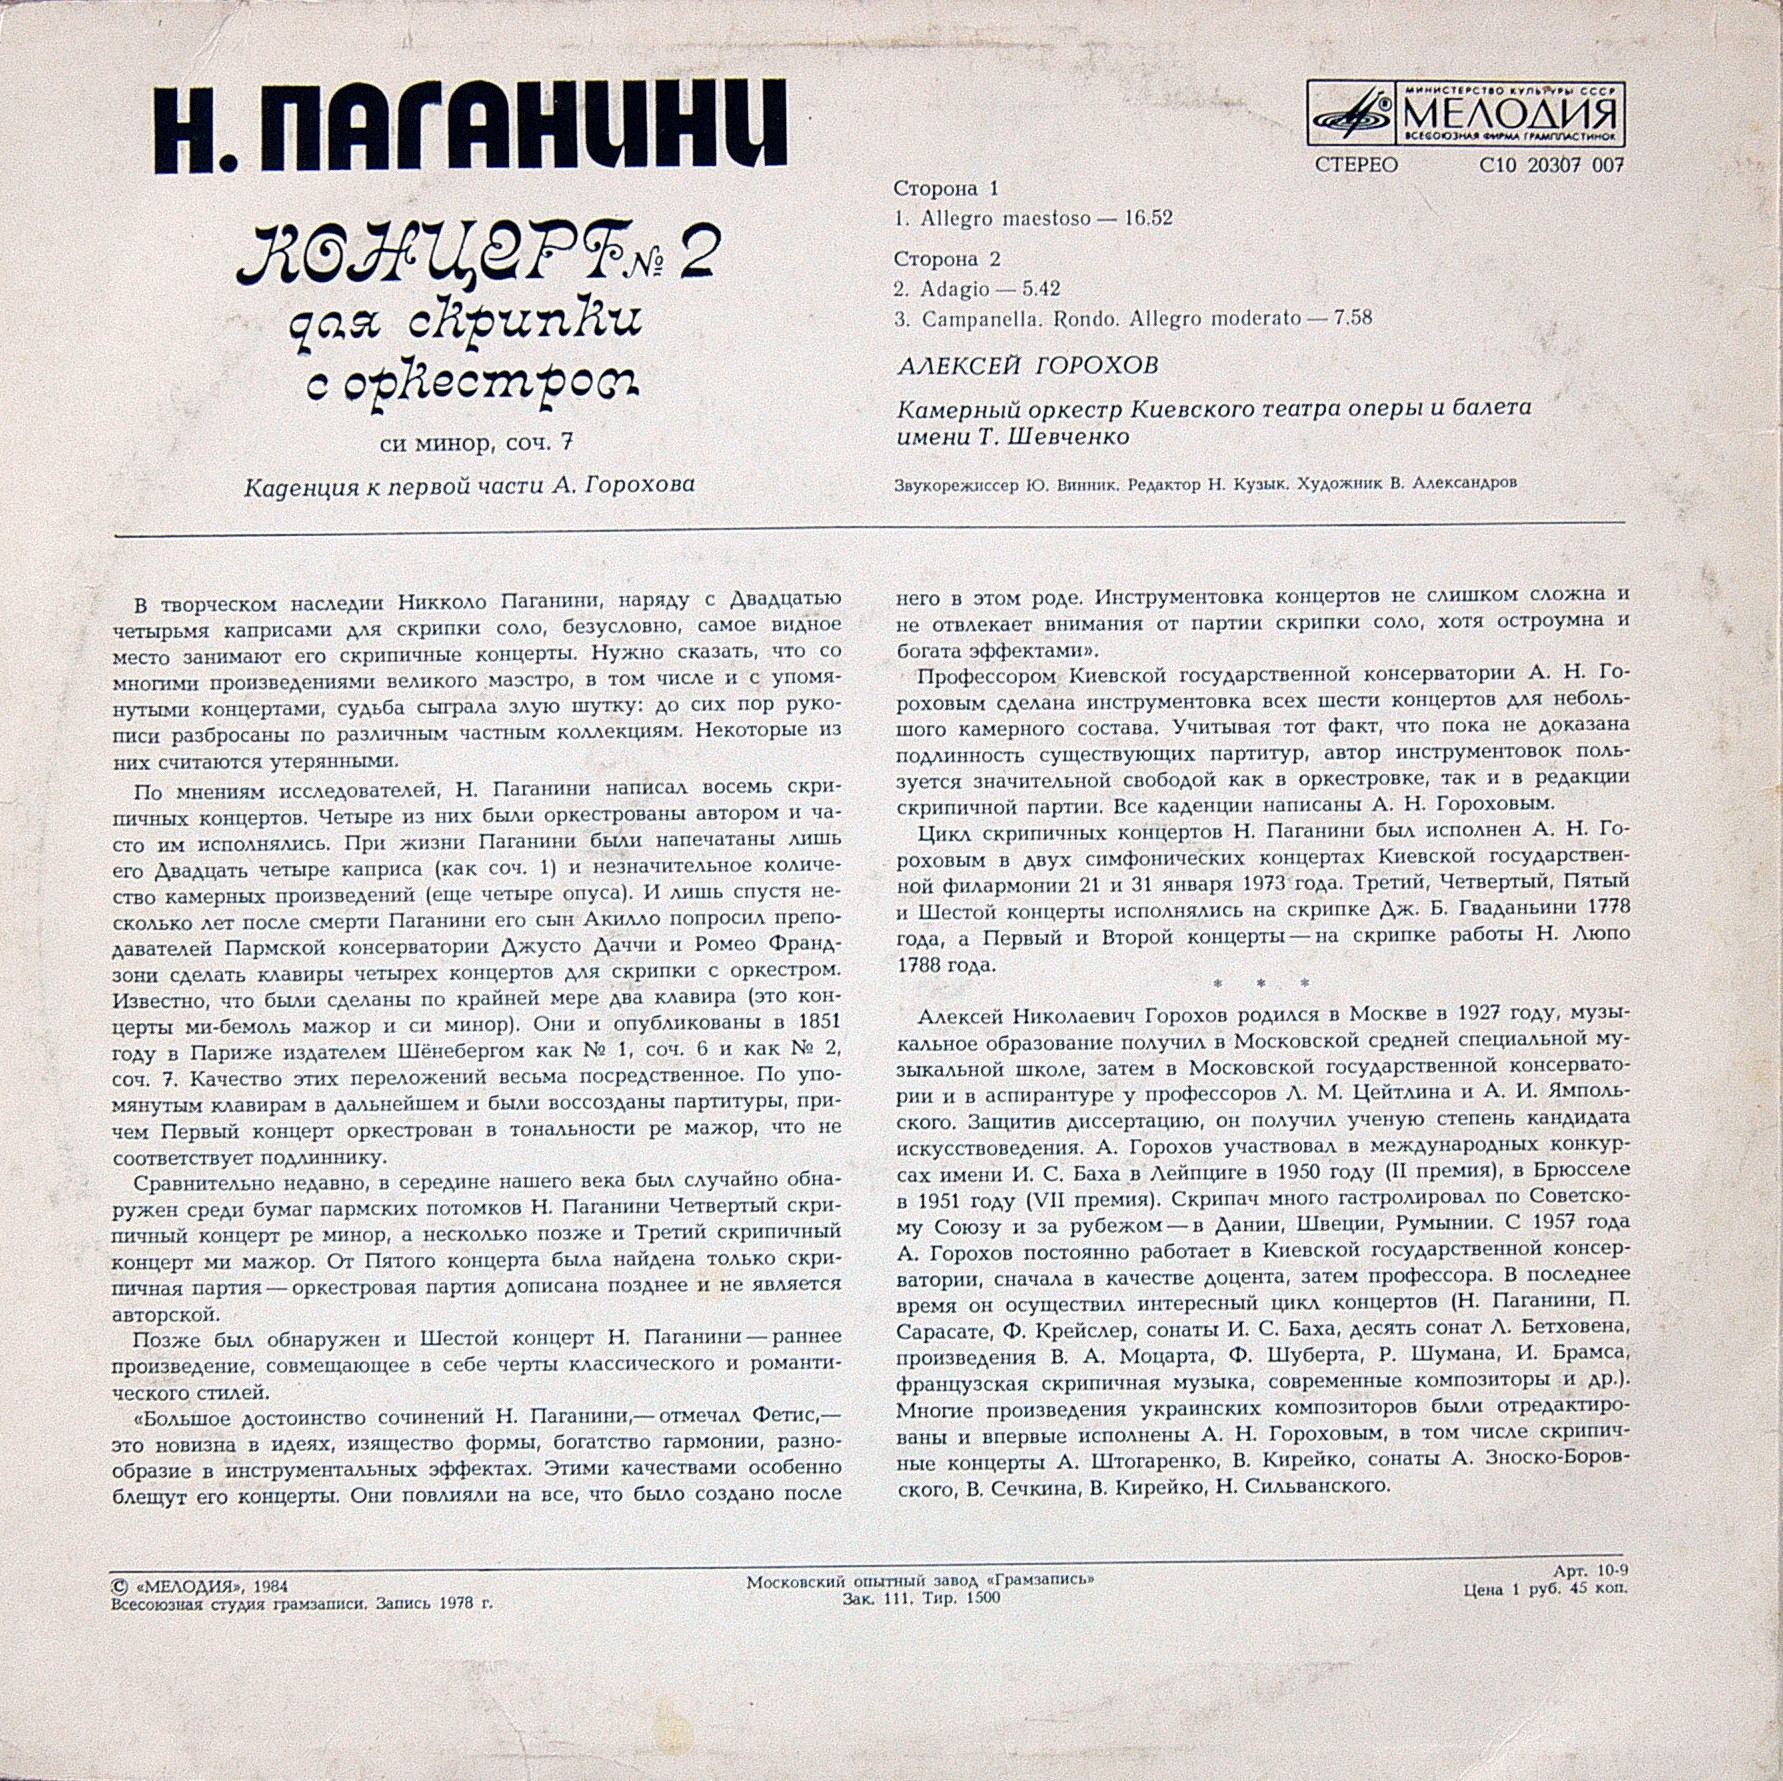 Н. ПАГАНИНИ
КОНЦЕРТ № 2
для скрипки
с оркестром
си минор, соч. 7
Каденция к первой части А. Горохова
МИНИСТЕРСТВО КУЛЬТУРЫ СССР
МЕЛОДИЯ
ВСЕСОЮЗНАЯ ФИРМА ГРАМПЛАСТИНОК
СТЕРЕО С10 20307 007
Сторона 1
1. Allegro maestoso — 16.52
Сторона 2
2. Adagio — 5.42
3. Campanella. Rondo. Allegro moderato — 7.58
АЛЕКСЕЙ ГОРОХОВ
Камерный оркестр Киевского театра оперы и балета
имени Т. Шевченко
Звукорежиссер Ю. Винник. Редактор Н. Кузык. Художник В. Александров
В творческом наследии Никколо Паганини, наряду с Двадцатью
четырьмя каприсами для скрипки соло, безусловно, самое видное
место занимают его скрипичные концерты. Нужно сказать, что со
многими произведениями великого маэстро, в том числе и с упомя-
нутыми концертами, судьба сыграла злую шутку: до сих пор руко-
писи разбросаны по различным частным коллекциям. Некоторые из
них считаются утерянными.
По мнениям исследователей, Н. Паганини написал восемь скри-
пичных концертов. Четыре из них были оркестрованы автором и ча-
сто им исполнялись. При жизни Паганини были напечатаны лишь
его Двадцать четыре каприса (как соч. 1) и незначительное количе-
ство камерных произведений (еще четыре опуса). И лишь спустя не-
сколько лет после смерти Паганини его сын Акилло попросил препо-
давателей Пармской консерватории Джусто Даччи и Ромео Франд-
зони сделать клавиры четырех концертов для скрипки с оркестром.
Известно, что были сделаны по крайней мере два клавира (это кон-
церты ми-бемоль мажор и си минор). Они и опубликованы в 1851
году в Париже издателем Шёнебергом как № 1, соч. 6 и как № 2,
соч. 7. Качество этих переложений весьма посредственное. По упо-
мянутым клавирам в дальнейшем и были воссозданы партитуры, при-
чем Первый концерт оркестрован в тональности ре мажор, что не
соответствует подлиннику.
Сравнительно недавно, в середине нашего века был случайно обна-
ружен среди бумаг пармских потомков Н. Паганини Четвертый скри-
пичный концерт ре минор, а несколько позже и Третий скрипичный
концерт ми мажор. От Пятого концерта была найдена только скри-
пичная партия — оркестровая партия дописана позднее и не является
авторской.
Позже был обнаружен и Шестой концерт Н. Паганини — раннее
произведение, совмещающее в себе черты классического и романти-
ческого стилей.
«Большое достоинство сочинений Н. Паганини,— отмечал Фетис,—
это новизна в идеях, изящество формы, богатство гармонии, разно-
образие в инструментальных эффектах. Этими качествами особенно
блещут его концерты. Они повлияли на все, что было создано после
него в этом роде. Инструментовка концертов не слишком сложна и
не отвлекает внимания от партии скрипки соло, хотя остроумна и
богата эффектами».
Профессором Киевской государственной консерватории А. Н. Го-
роховым сделана инструментовка всех шести концертов для неболь-
шого камерного состава. Учитывая тот факт, что пока не доказана
подлинность существующих партитур, автор инструментовок поль-
зуется значительной свободой как в оркестровке, так и в редакции
скрипичной партии. Все каденции написаны А. Н. Гороховым.
Цикл скрипичных концертов Н. Паганини был исполнен А. Н. Го-
роховым в двух симфонических концертах Киевской государствен-
ной филармонии 21 и 31 января 1973 года. Третий, Четвертый, Пятый
и Шестой концерты исполнялись на скрипке Дж. Б. Гваданьини 1778
года, а Первый и Второй концерты — на скрипке работы Н. Люпо
1788 года.
* * *
Алексей Николаевич Горохов родился в Москве в 1927 году, музы-
кальное образование получил в Московской средней специальной му-
зыкальной школе, затем в Московской государственной консервато-
рии и в аспирантуре у профессоров Л. М. Цейтлина и А. И. Ямполь-
ского. Защитив диссертацию, он получил ученую степень кандидата
искусствоведения. А. Горохов участвовал в международных конкур-
сах имени И. С. Баха в Лейпциге в 1950 году (II премия), в Брюсселе
в 1951 году (VII премия). Скрипач много гастролировал по Советско-
му Союзу и за рубежом — в Дании, Швеции, Румынии. С 1957 года
А. Горохов постоянно работает в Киевской государственной консер-
ватории, сначала в качестве доцента, затем профессора. В последнее
время он осуществил интересный цикл концертов (Н. Паганини, П.
Сарасате, Ф. Крейслер, сонаты И. С. Баха, десять сонат Л. Бетховена,
произведения В. А. Моцарта, Ф. Шуберта, Р. Шумана, И. Брамса,
французская скрипичная музыка, современные композиторы и др.).
Многие произведения украинских композиторов были отредактиро-
ваны и впервые исполнены А. Н. Гороховым, в том числе скрипич-
ные концерты А. Штогаренко, В. Кирейко, сонаты А. Зноско-Боров-
ского, В. Сечкина, В. Кирейко, Н. Сильванского.
© «МЕЛОДИЯ», 1984
Всесоюзная студия грамзаписи. Запись 1978 г.
Московский опытный завод «Грамзапись»
Зак. 111. Тир. 1500
Арт. 10-9
Цена 1 руб. 45 коп.